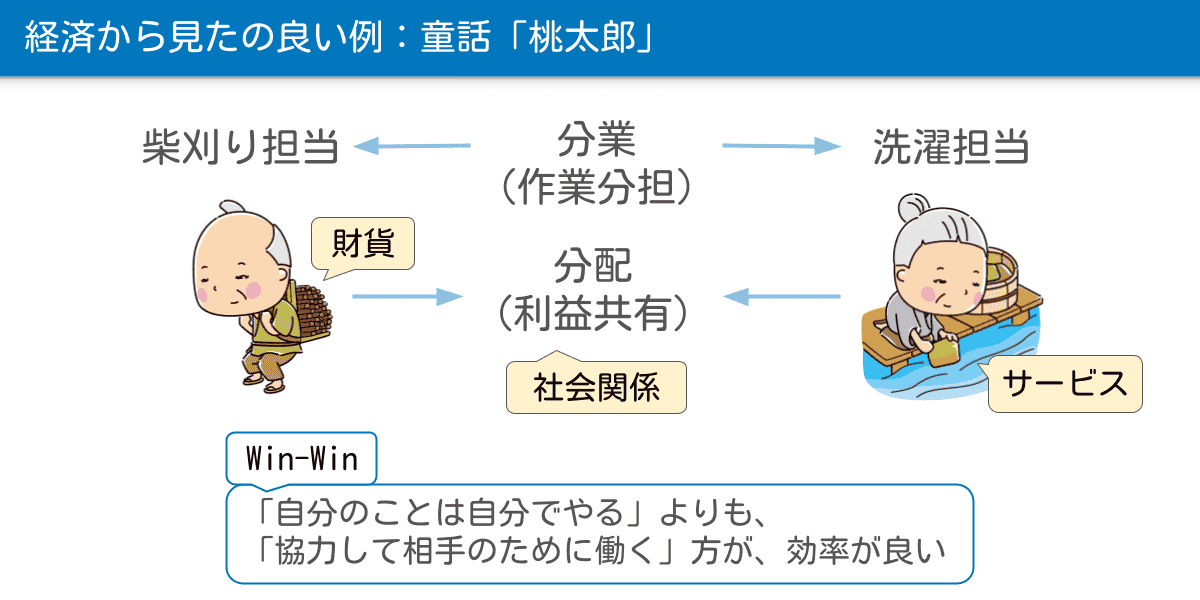 経済から見たの良い例：童話「桃太郎」
柴刈り担当
分業
（作業分担）
洗濯担当
財貨
分配
（利益共有）
社会関係
サービス
Win-Win
「自分のことは自分でやる」よりも、
「協力して相手のために働く」方が、効率が良い